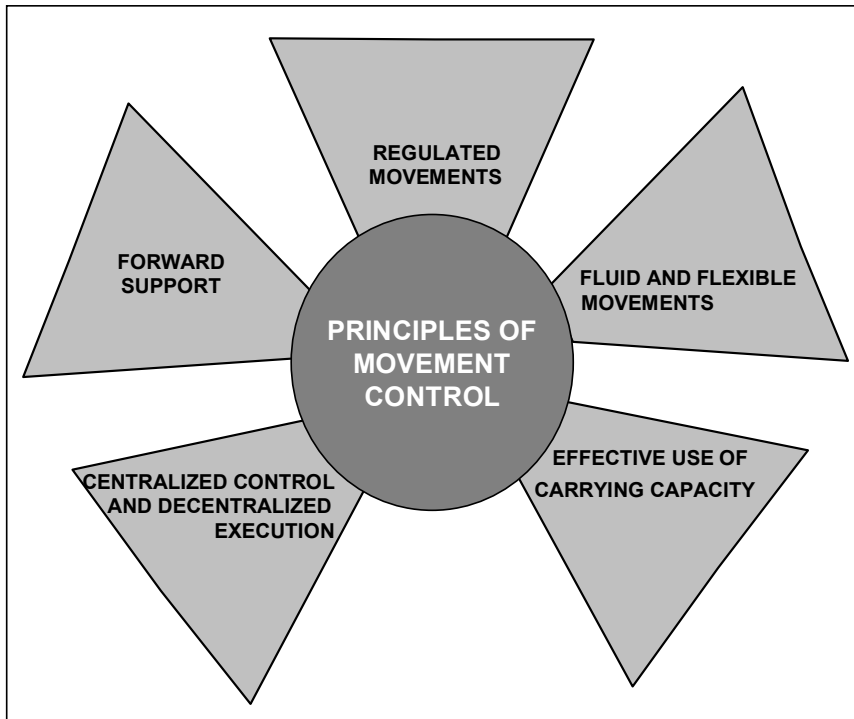 REGULATED
MOVEMENTS
FORWARD
SUPPORT
FLUID AND FLEXIBLE
MOVEMENTS
PRINCIPLES OF
MOVEMENT
CONTROL
CENTRALIZED CONTROL
AND DECENTRALIZED
EXECUTION
EFFECTIVE USE OF
CARRYING CAPACITY